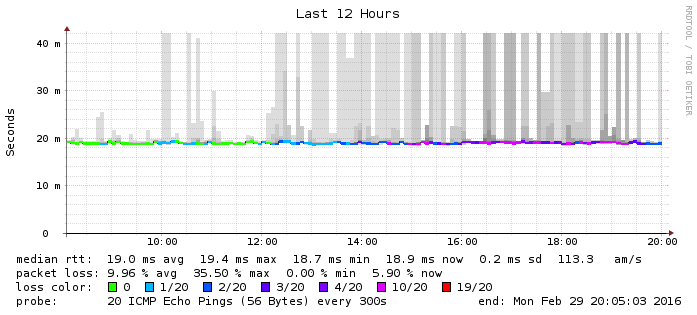 Last 12 Hours
RRDTOOL / TOBI OETIKER
Seconds
40 m
30 m
20 m
10 m
0
10:00 12:00 14:00 16:00 18:00 20:00
median rtt: 19.0 ms avg 19.4 ms max 18.7 ms min 18.9 ms now 0.2 ms sd 113.3 am/s
packet loss: 9.96 % avg 35.50 % max 0.00 % min 5.90 % now
loss color: 0 1/20 2/20 3/20 4/20 10/20 19/20
probe: 20 ICMP Echo Pings (56 Bytes) every 300s end: Mon Feb 29 20:05:03 2016